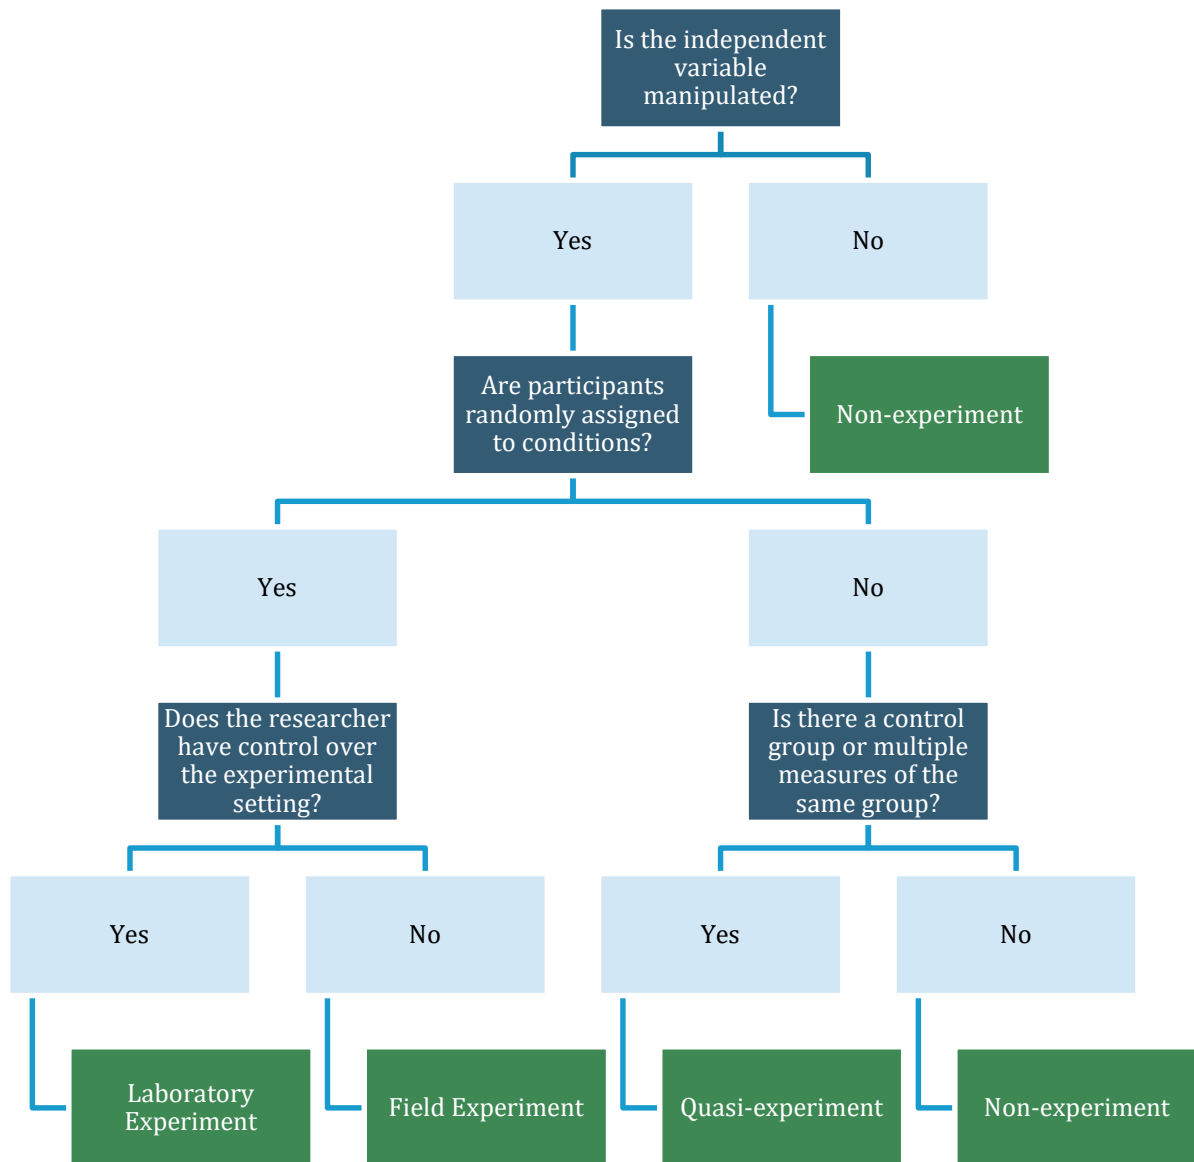 Is the independent
variable
manipulated?
Yes
No
Are participants
randomly assigned
to conditions?
Non-experiment
Yes
No
Does the researcher
have control over
the experimental
setting?
Is there a control
group or multiple
measures of the
same group?
Yes
No
Yes
No
Laboratory
Experiment
Field Experiment
Quasi-experiment
Non-experiment